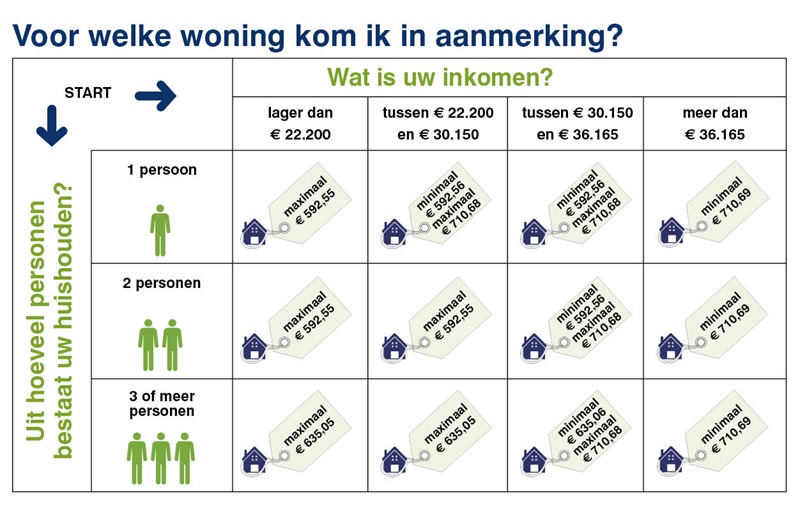 Voor welke woning kom ik in aanmerking?
START
Wat is uw inkomen?
lager dan
€ 22.200
tussen € 22.200
en € 30.150
tussen € 30.150
en € 36.165
meer dan
€ 36.165
Uit hoeveel personen
bestaat uw huishouden?
1 persoon
maximaal
€ 592,55
minimaal
€ 592,56
maximaal
€ 710,68
minimaal
€ 592,56
maximaal
€ 710,68
minimaal
€ 710,69
2 personen
maximaal
€ 592,55
maximaal
€ 592,55
minimaal
€ 592,56
maximaal
€ 710,68
minimaal
€ 710,69
3 of meer
personen
maximaal
€ 635,05
maximaal
€ 635,05
minimaal
€ 635,06
maximaal
€ 710,68
minimaal
€ 710,69